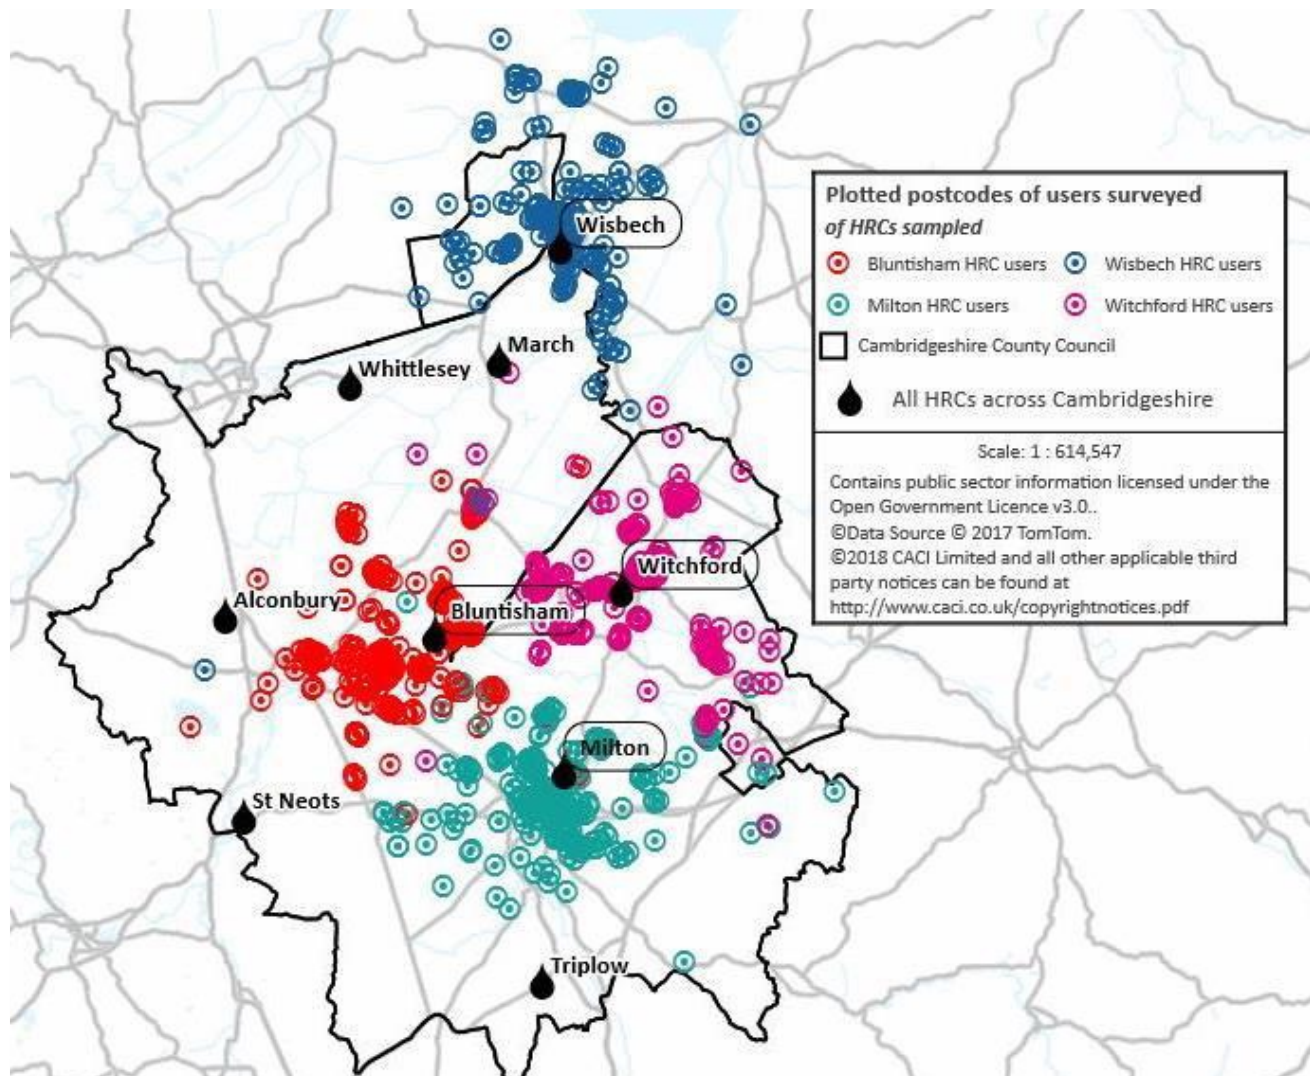 Wisbech
March
Whittlesey
Witchford
Alconbury
Bluntisham
Milton
St Neots
Triplow
Plotted postcodes of users surveyed
of HRCs sampled
Bluntisham HRC users
Wisbech HRC users
Milton HRC users
Witchford HRC users
Cambridgeshire County Council
All HRCs across Cambridgeshire
Scale: 1 : 614,547
Contains public sector information licensed under the
Open Government Licence v3.0..
©Data Source © 2017 TomTom.
©2018 CACI Limited and all other applicable third
party notices can be found at
http://www.caci.co.uk/copyrightnotices.pdf